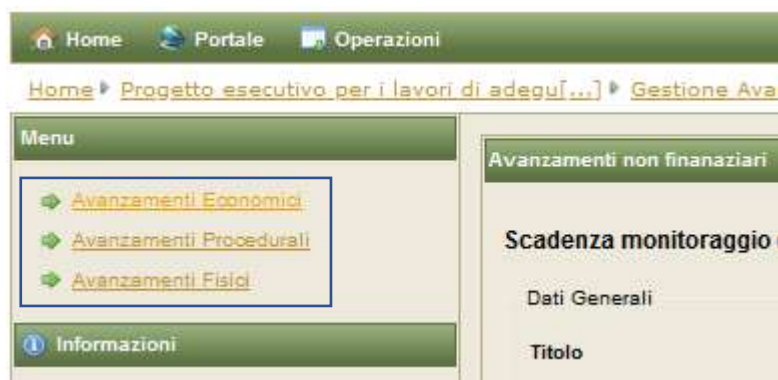 Home Portale Operazioni
Home Progetto esecutivo per i lavori di adegu[...] Gestione Ava
Menu
Avanzamenti Economici
Avanzamenti Procedurali
Avanzamenti Fisici
Informazioni
Avanzamenti non finanaziari
Scadenza monitoraggio
Dati Generali
Titolo